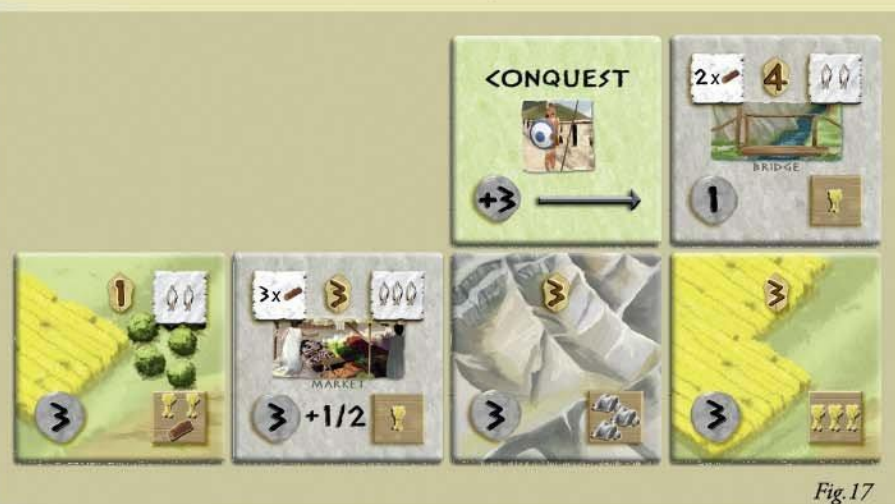 CONQUEST
+3
2x
4
BRIDGE
1
1
3
3x
3
MARKET
3 +1/2
3
3
3
3
Fig.17